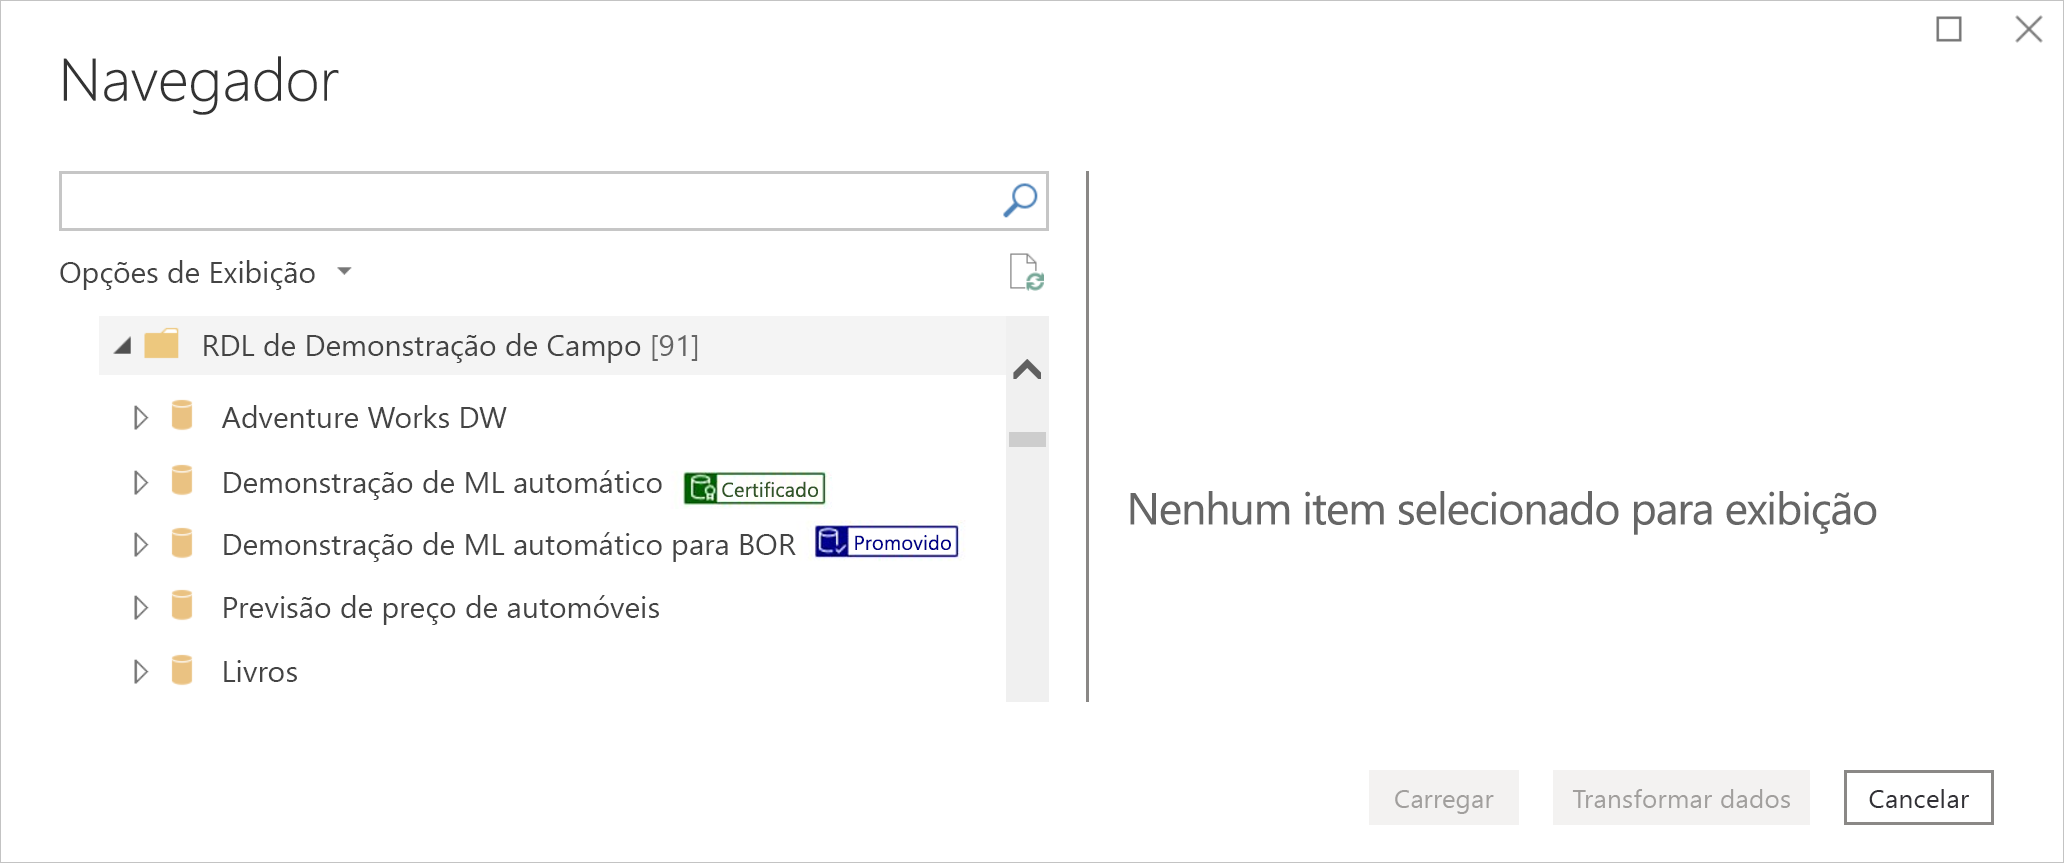 Navegador
Opções de Exibição
RDL de Demonstração de Campo [91]
Adventure Works DW
Demonstração de ML automático Certificado
Demonstração de ML automático para BOR Promovido
Previsão de preço de automóveis
Livros
Nenhum item selecionado para exibição
Carregar Transformar dados Cancelar